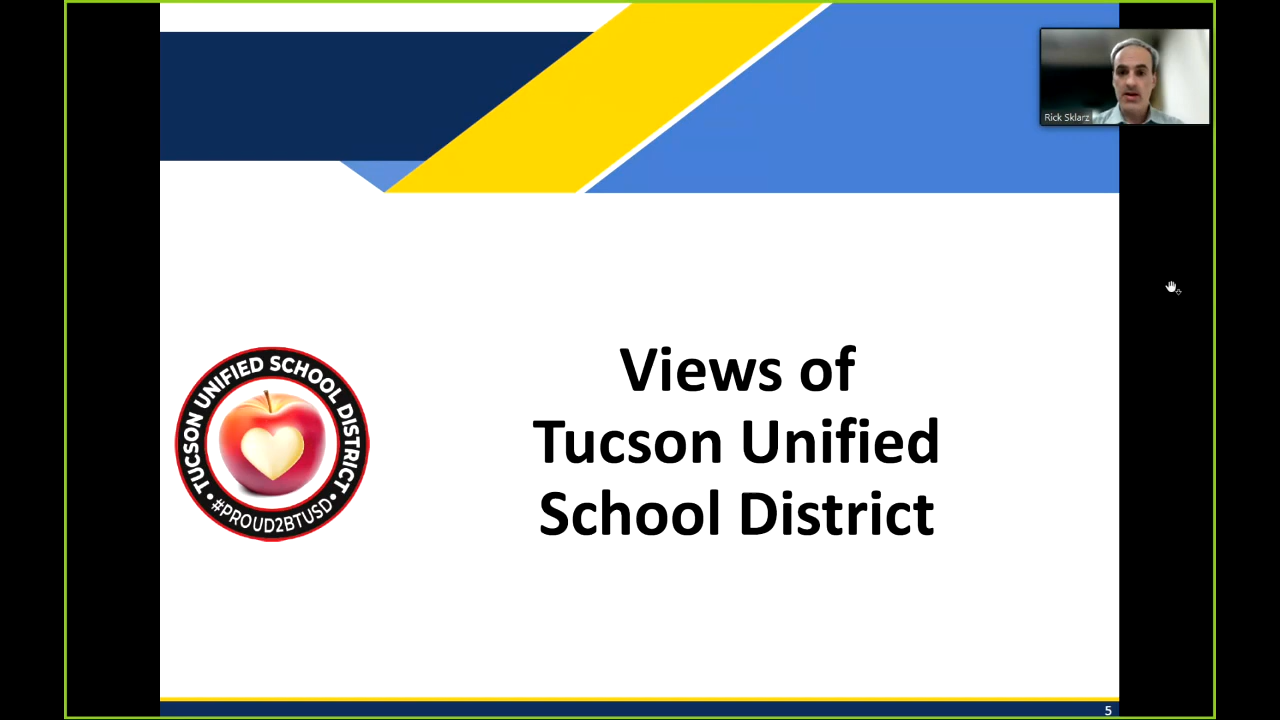 Rick Sklarz
Views of
Tucson Unified
School District
• TUCSON UNIFIED SCHOOL DISTRICT •
#PROUD2BTUSD
5